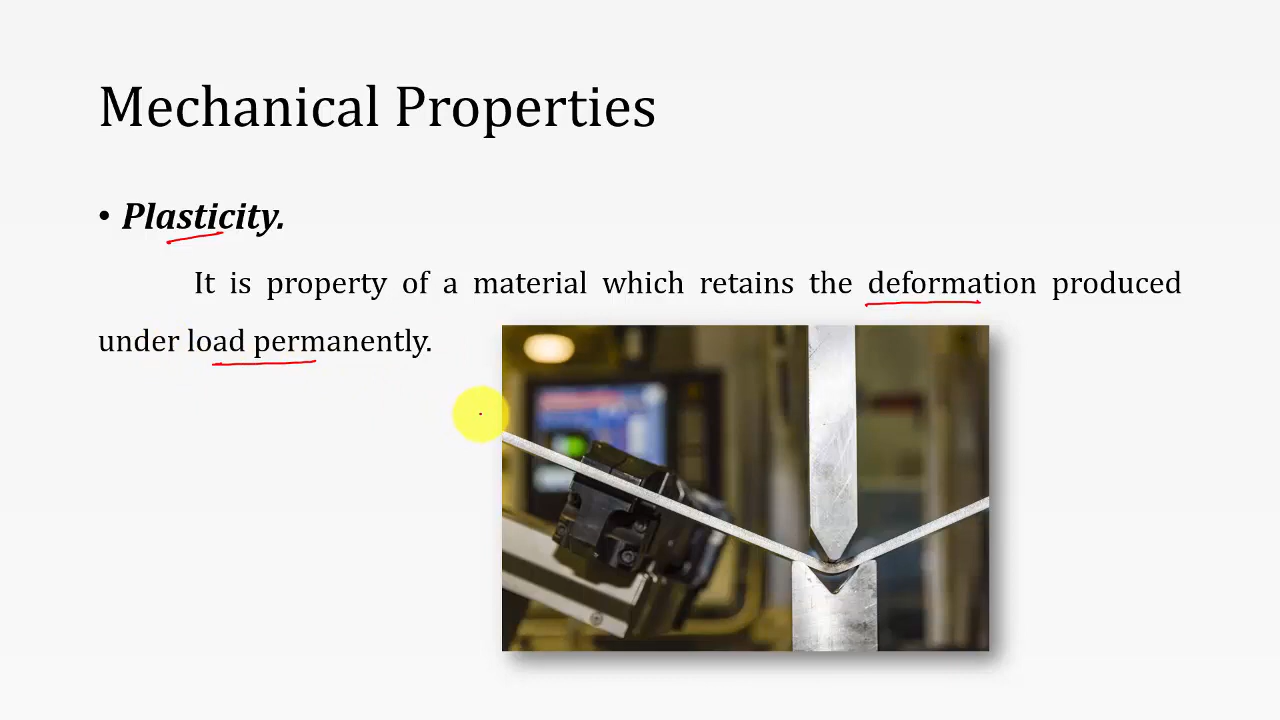 Mechanical Properties
• Plasticity.
It is property of a material which retains the deformation produced
under load permanently.